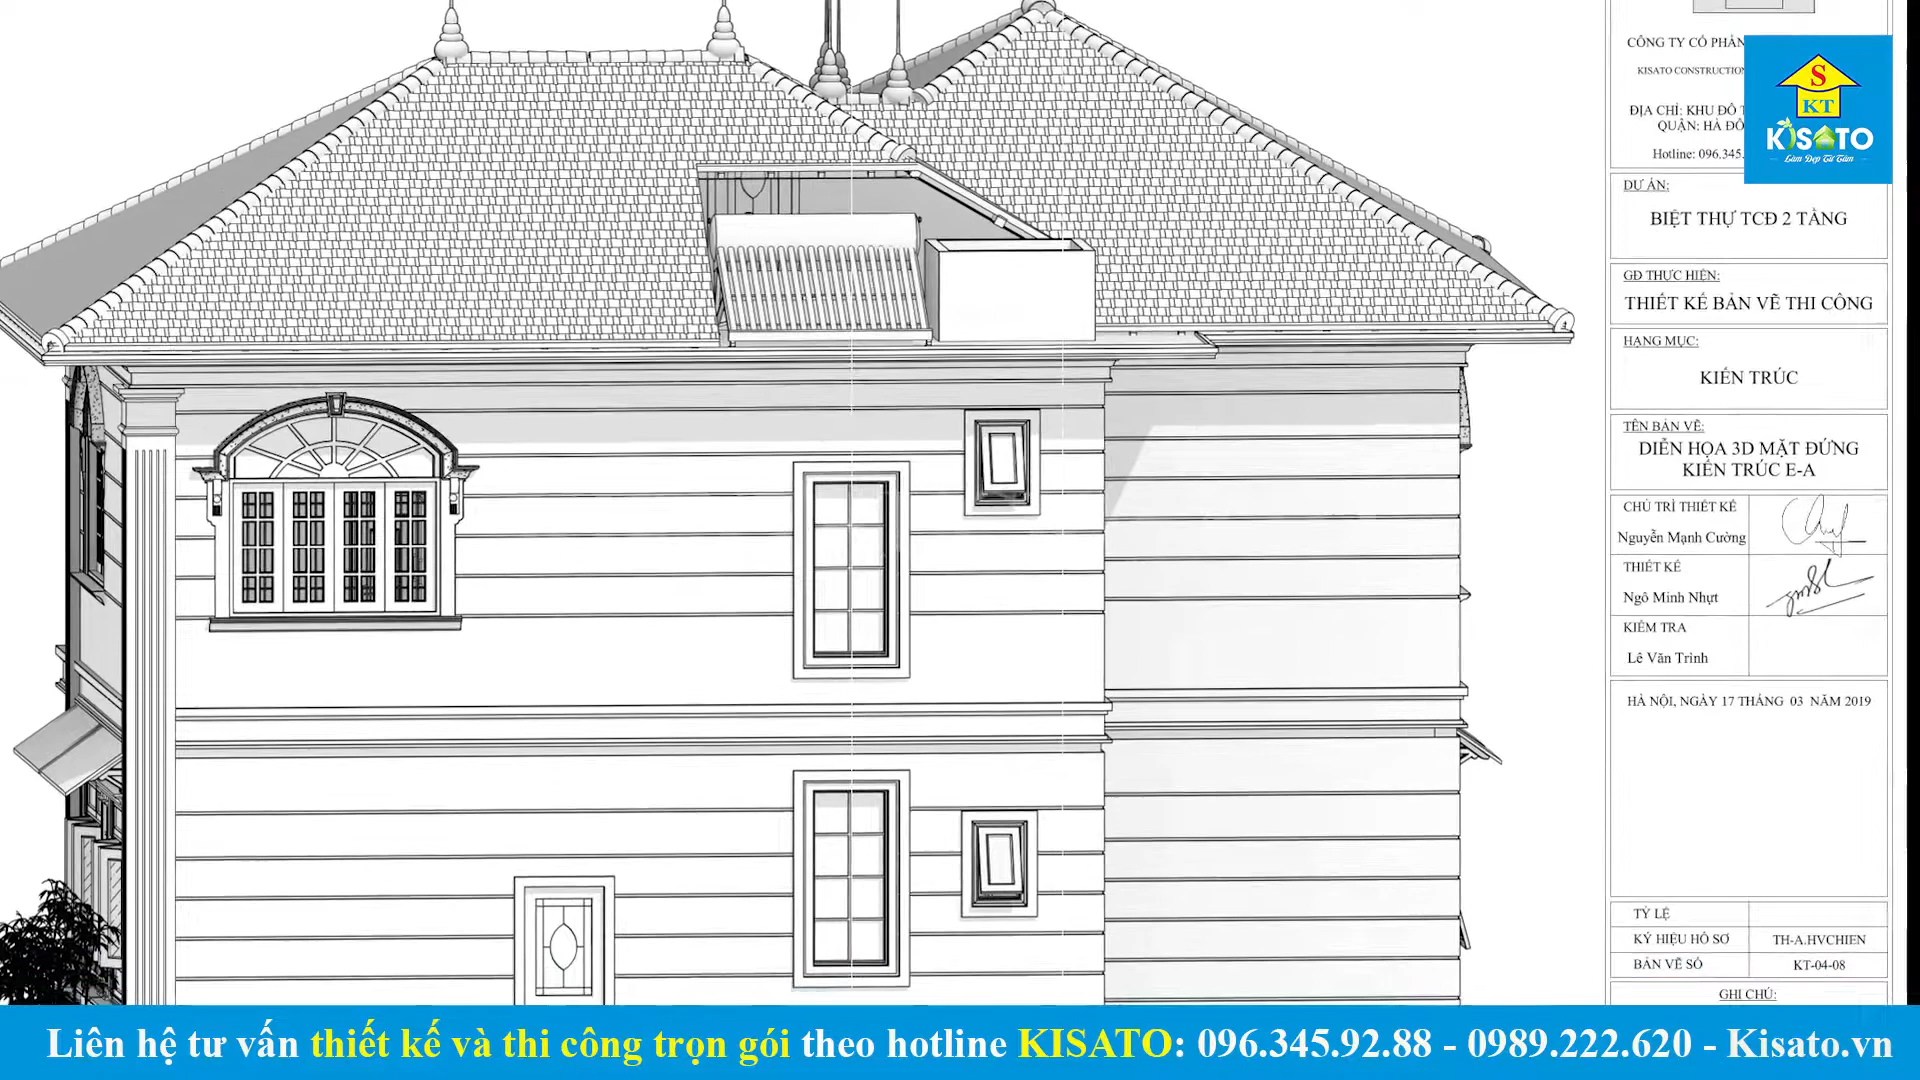 CÔNG TY CỔ PHẦN
KISATO CONSTRUCTION
ĐỊA CHỈ: KHU ĐÔ
QUẬN: HÀ ĐÔ
Hotline: 096.345.
S
KT
KISATO
Làm Đẹp Từ Tâm
DỰ ÁN:
BIỆT THỰ TCĐ 2 TẦNG
GĐ THỰC HIỆN:
THIẾT KẾ BẢN VẼ THI CÔNG
HẠNG MỤC:
KIẾN TRÚC
TÊN BẢN VẼ:
DIỄN HỌA 3D MẶT ĐỨNG
KIẾN TRÚC E-A
CHỦ TRÌ THIẾT KẾ
Nguyễn Mạnh Cường
THIẾT KẾ
Ngô Minh Nhựt
KIỂM TRA
Lê Văn Trinh
HÀ NỘI, NGÀY 17 THÁNG 03 NĂM 2019
TỶ LỆ
KÝ HIỆU HỒ SƠ TH-A.HVCHIEN
BẢN VẼ SỐ KT-04-08
GHI CHÚ:
Liên hệ tư vấn thiết kế và thi công trọn gói theo hotline KISATO: 096.345.92.88 - 0989.222.620 - Kisato.vn